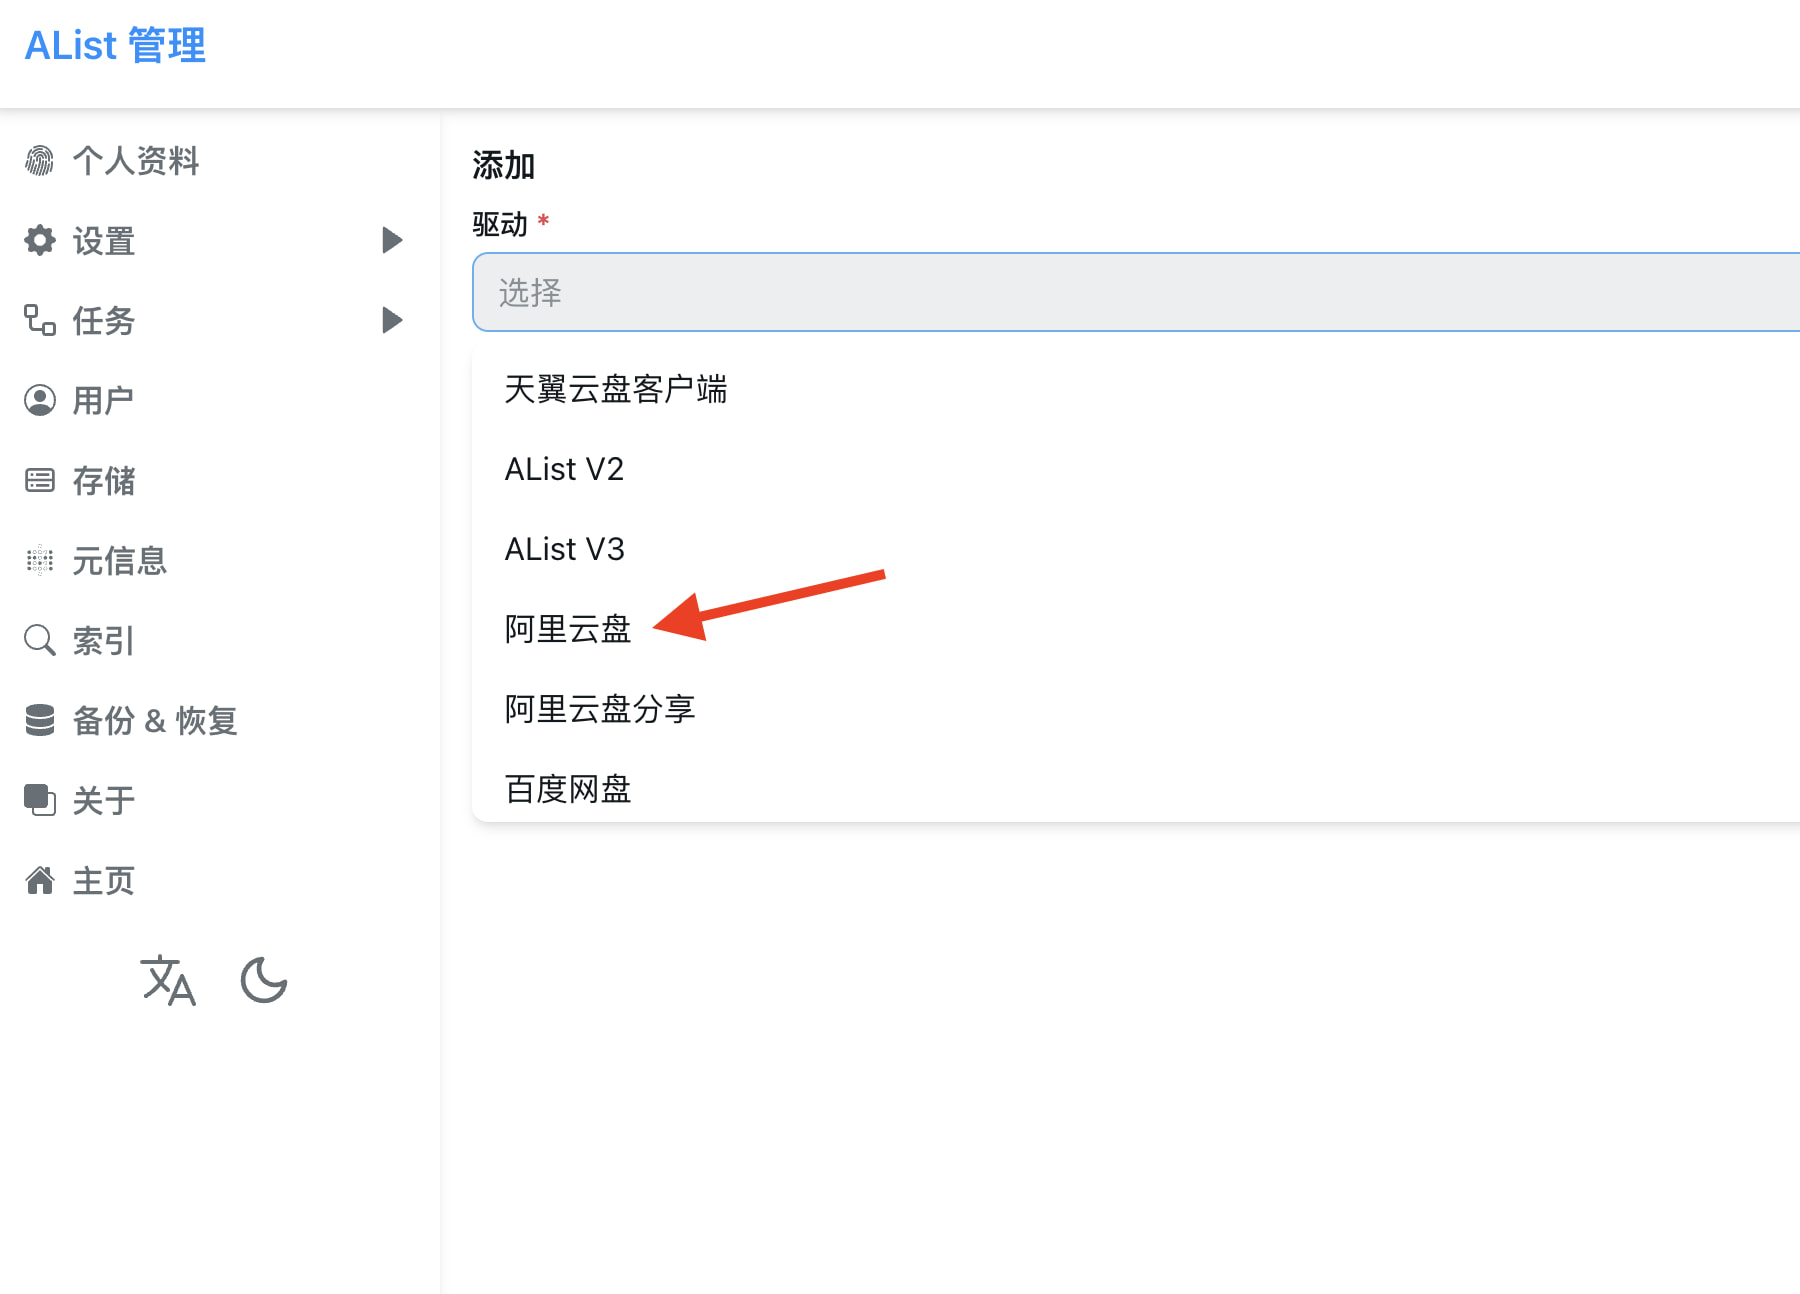 AList 管理
个人资料
设置
任务
用户
存储
元信息
索引
备份 & 恢复
关于
主页
添加
驱动 *
选择
天翼云盘客户端
AList V2
AList V3
阿里云盘
阿里云盘分享
百度网盘